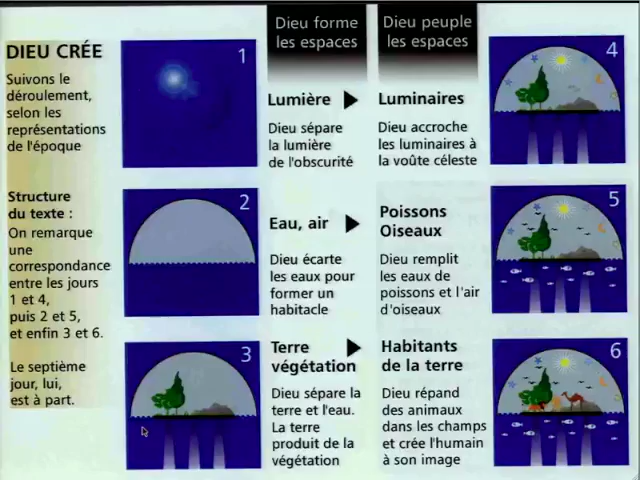 DIEU CRÉE
Suivons le
déroulement,
selon les
représentations
de l'époque
Structure
du texte :
On remarque
une
correspondance
entre les jours
1 et 4,
puis 2 et 5,
et enfin 3 et 6.
Le septième
jour, lui,
est à part.
Dieu forme
les espaces
Dieu peuple
les espaces
1
Lumière
Dieu sépare
la lumière
de l'obscurité
Luminaires
Dieu accroche
les luminaires à
la voûte céleste
4
2
Eau, air
Dieu écarte
les eaux pour
former un
habitacle
Poissons
Oiseaux
Dieu remplit
les eaux de
poissons et l'air
d'oiseaux
5
3
Terre
végétation
Dieu sépare la
terre et l'eau.
La terre
produit de la
végétation
Habitants
de la terre
Dieu répand
des animaux
dans les champs
et crée l'humain
à son image
6